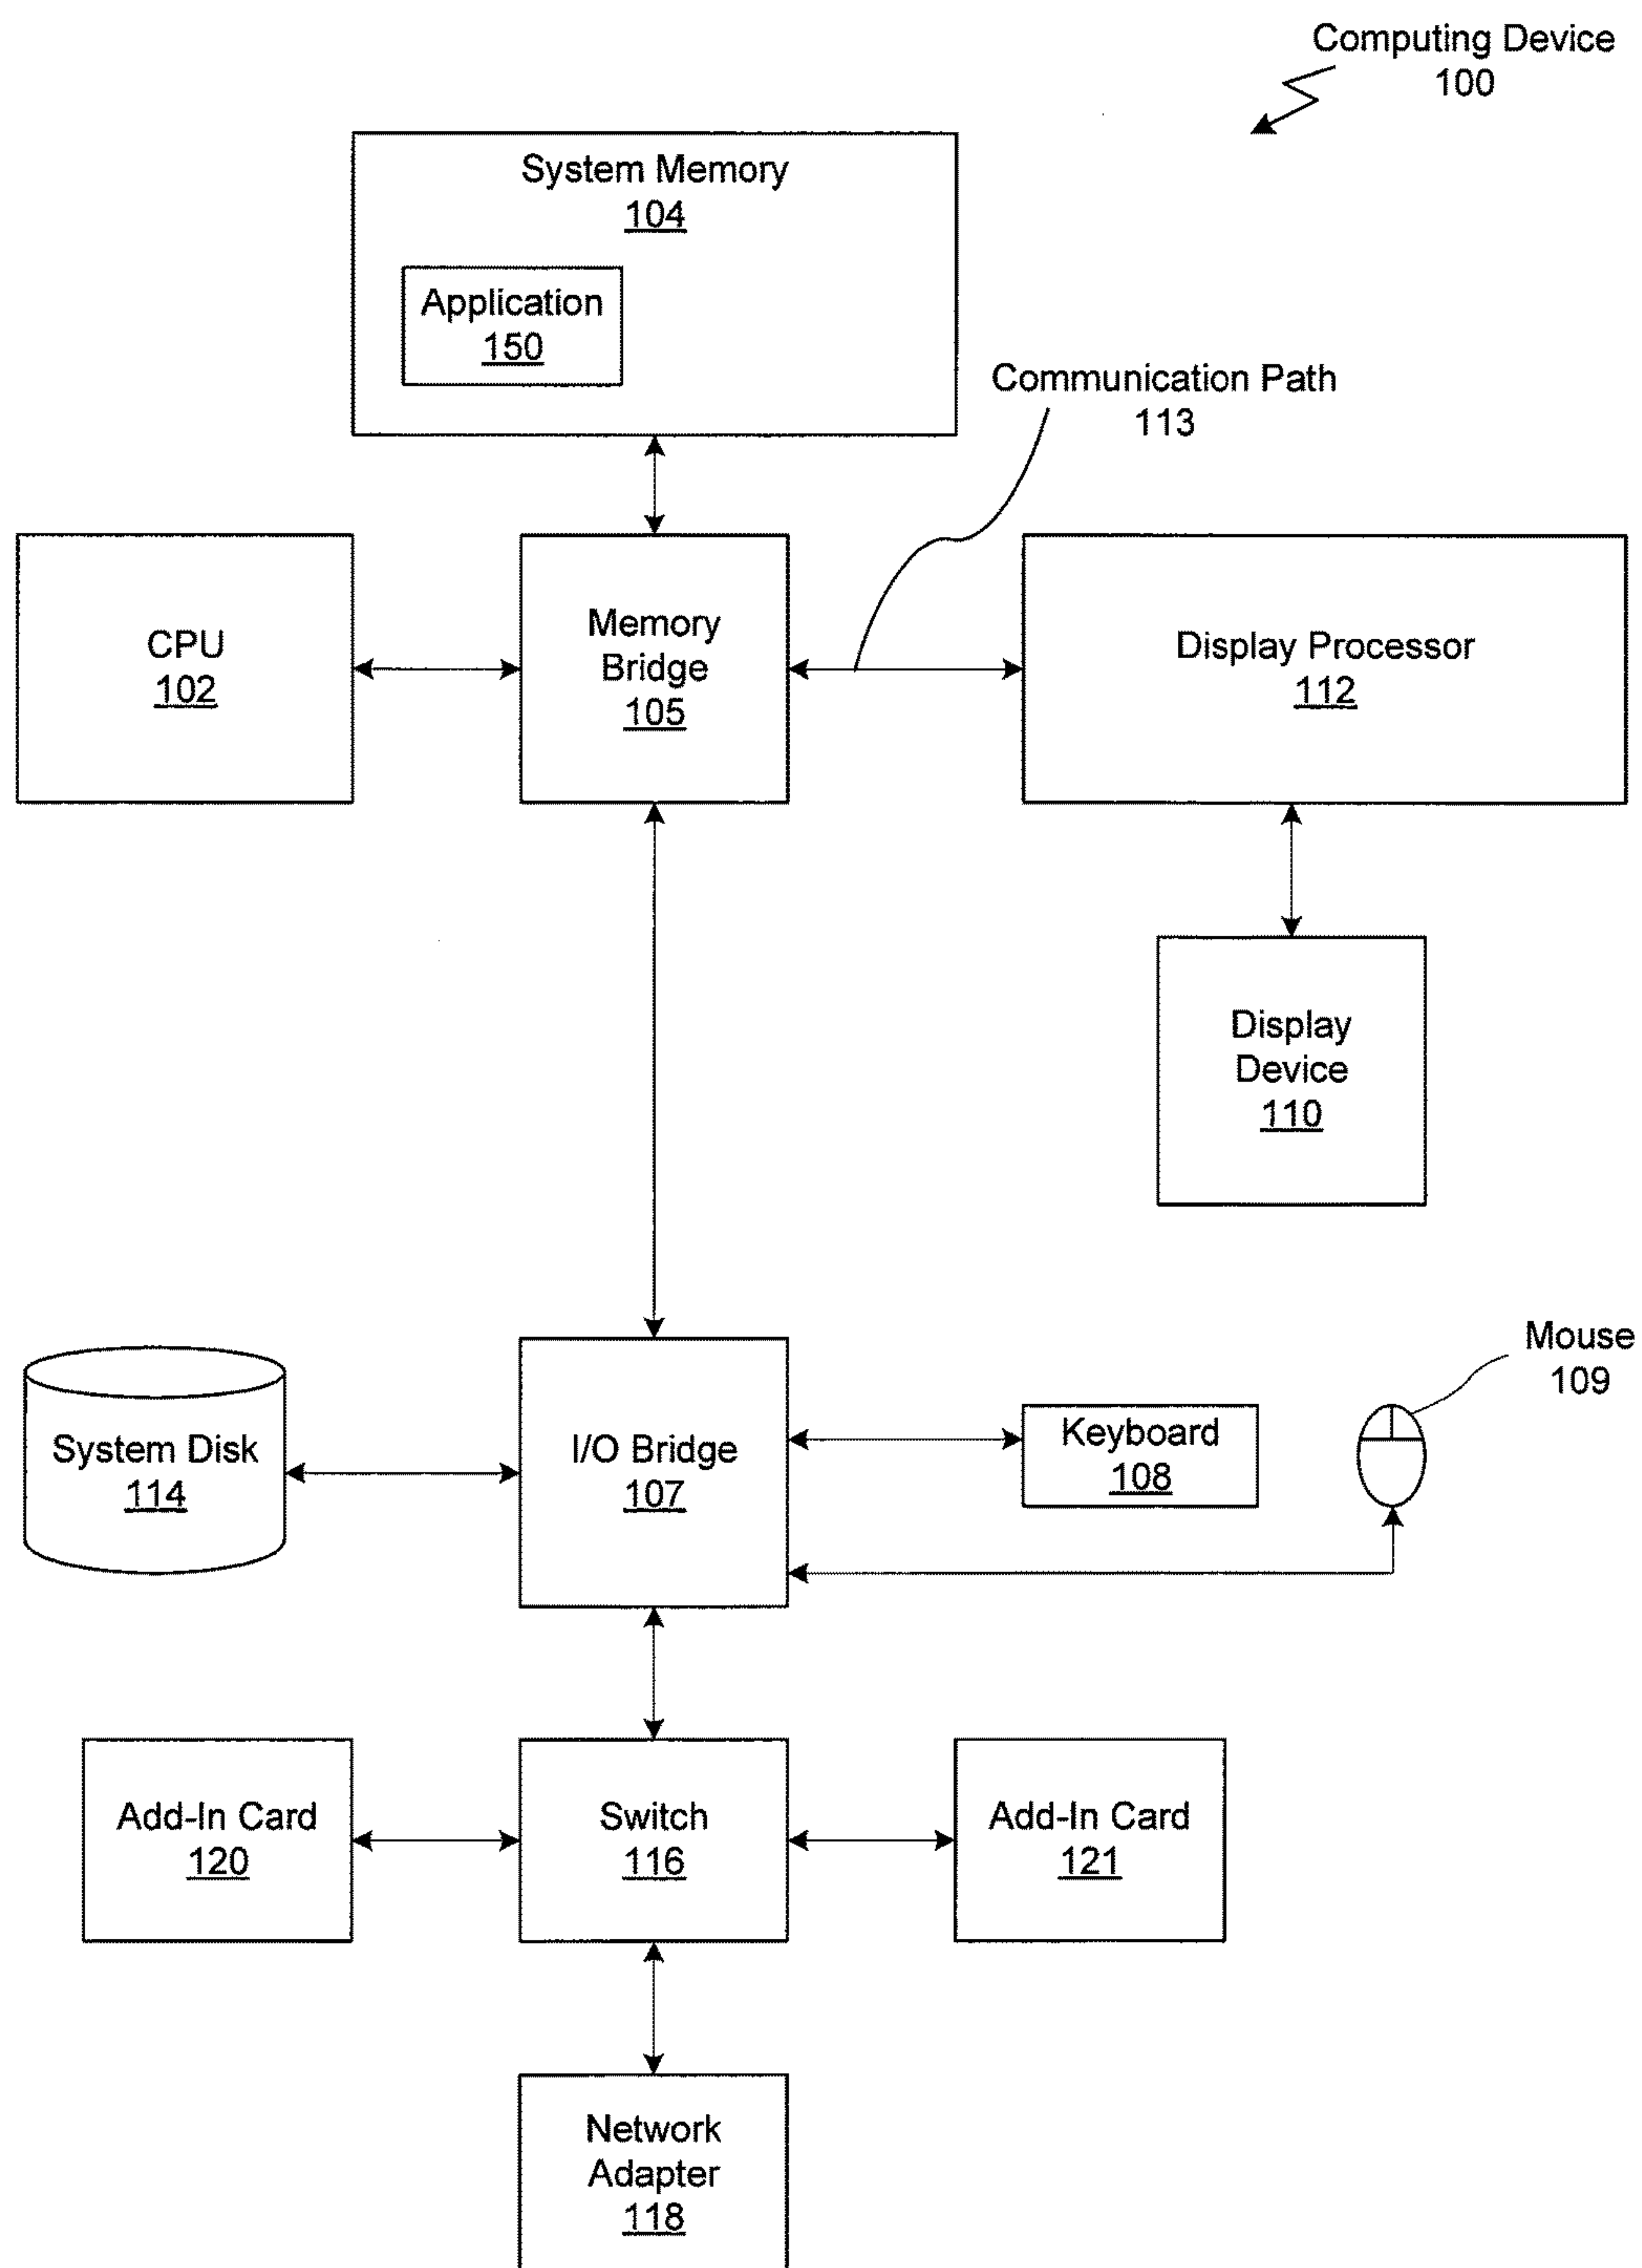 Computing Device
100
System Memory
104
Application
150
Communication Path
113
CPU
102
Memory
Bridge
105
Display Processor
112
Display
Device
110
Mouse
109
System Disk
114
I/O Bridge
107
Keyboard
108
Add-In Card
120
Switch
116
Add-In Card
121
Network
Adapter
118